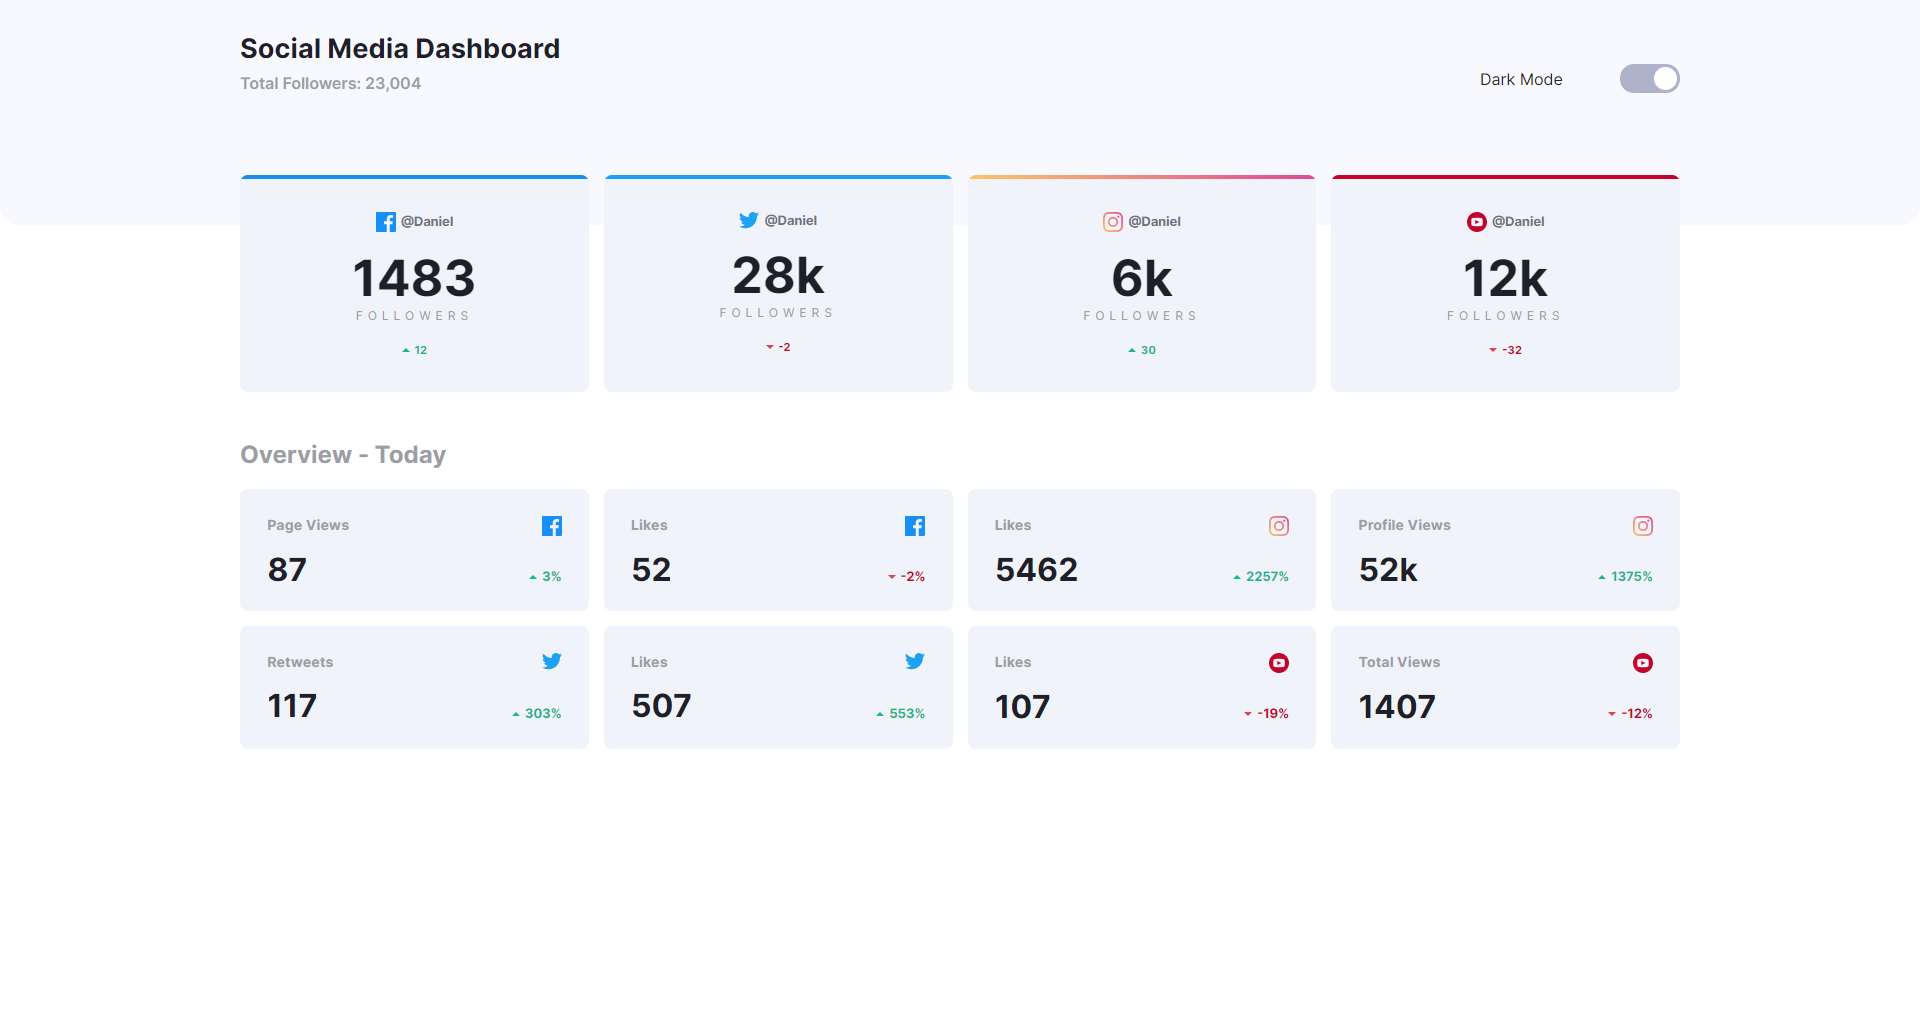 Social Media Dashboard
Total Followers: 23,004
Dark Mode
@Daniel
1483
FOLLOWERS
12
@Daniel
28k
FOLLOWERS
-2
@Daniel
6k
FOLLOWERS
30
@Daniel
12k
FOLLOWERS
-32
Overview - Today
Page Views
87
3%
Likes
52
-2%
Likes
5462
2257%
Profile Views
52k
1375%
Retweets
117
303%
Likes
507
553%
Likes
107
-19%
Total Views
1407
-12%